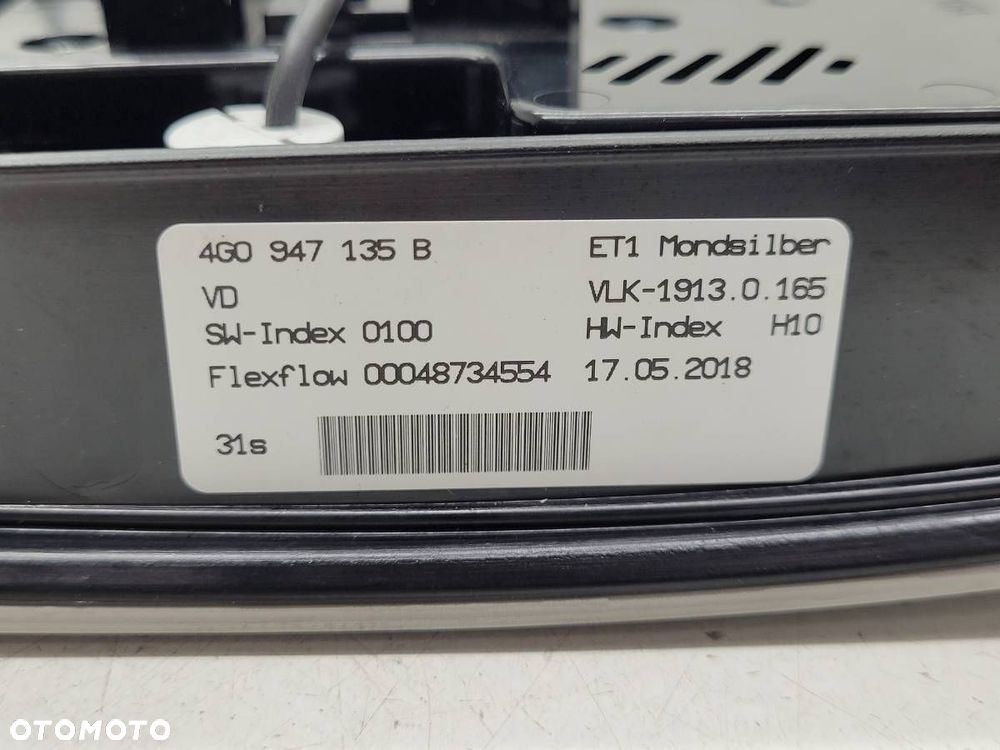 4G0 947 135 B ET1 Mondsilber
VD VLK-1913.0.165
SW-Index 0100 HW-Index H10
Flexflow 00048734554 17.05.2018
31s
OTOMOTO